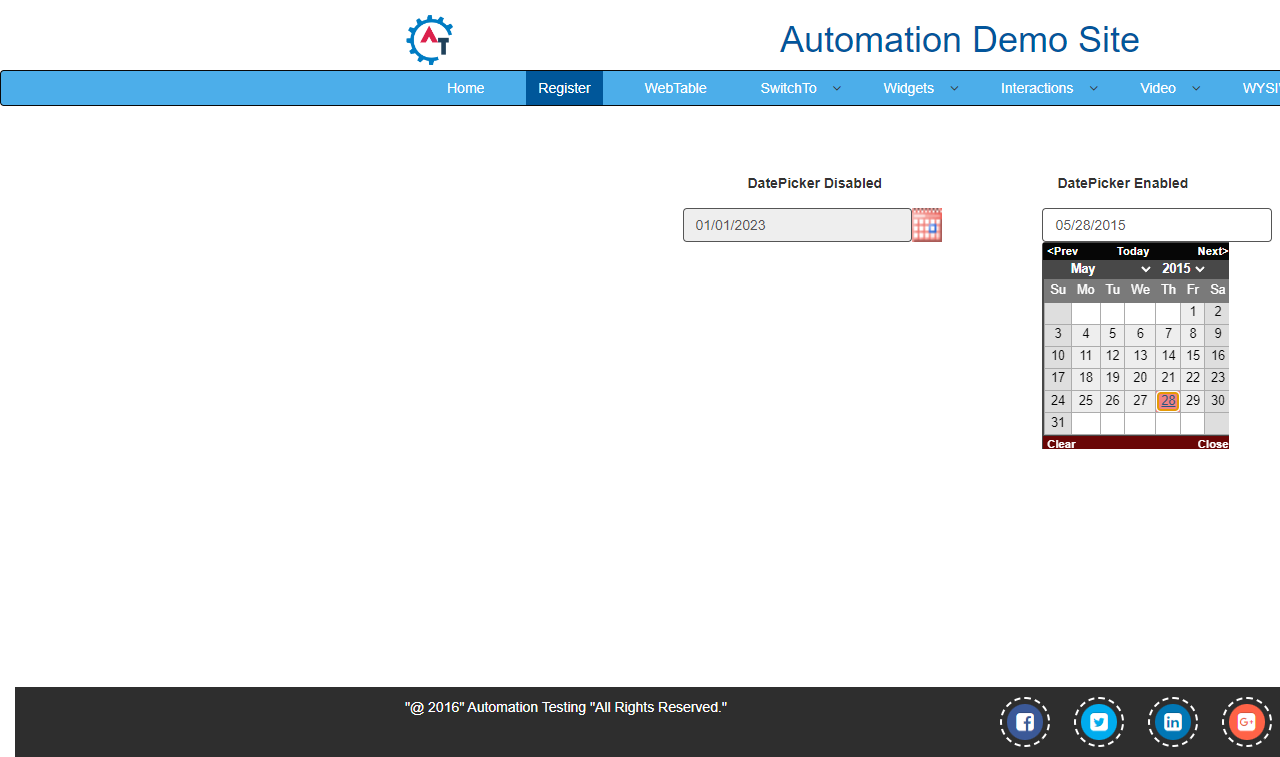 AT
Automation Demo Site
Home Register WebTable SwitchTo Widgets Interactions Video
DatePicker Disabled DatePicker Enabled
01/01/2023 05/28/2015
<Prev Today Next>
May 2015
Su Mo Tu We Th Fr Sa
1 2
3 4 5 6 7 8 9
10 11 12 13 14 15 16
17 18 19 20 21 22 23
24 25 26 27 28 29 30
31
Clear Close
"@ 2016" Automation Testing "All Rights Reserved."
f in G+